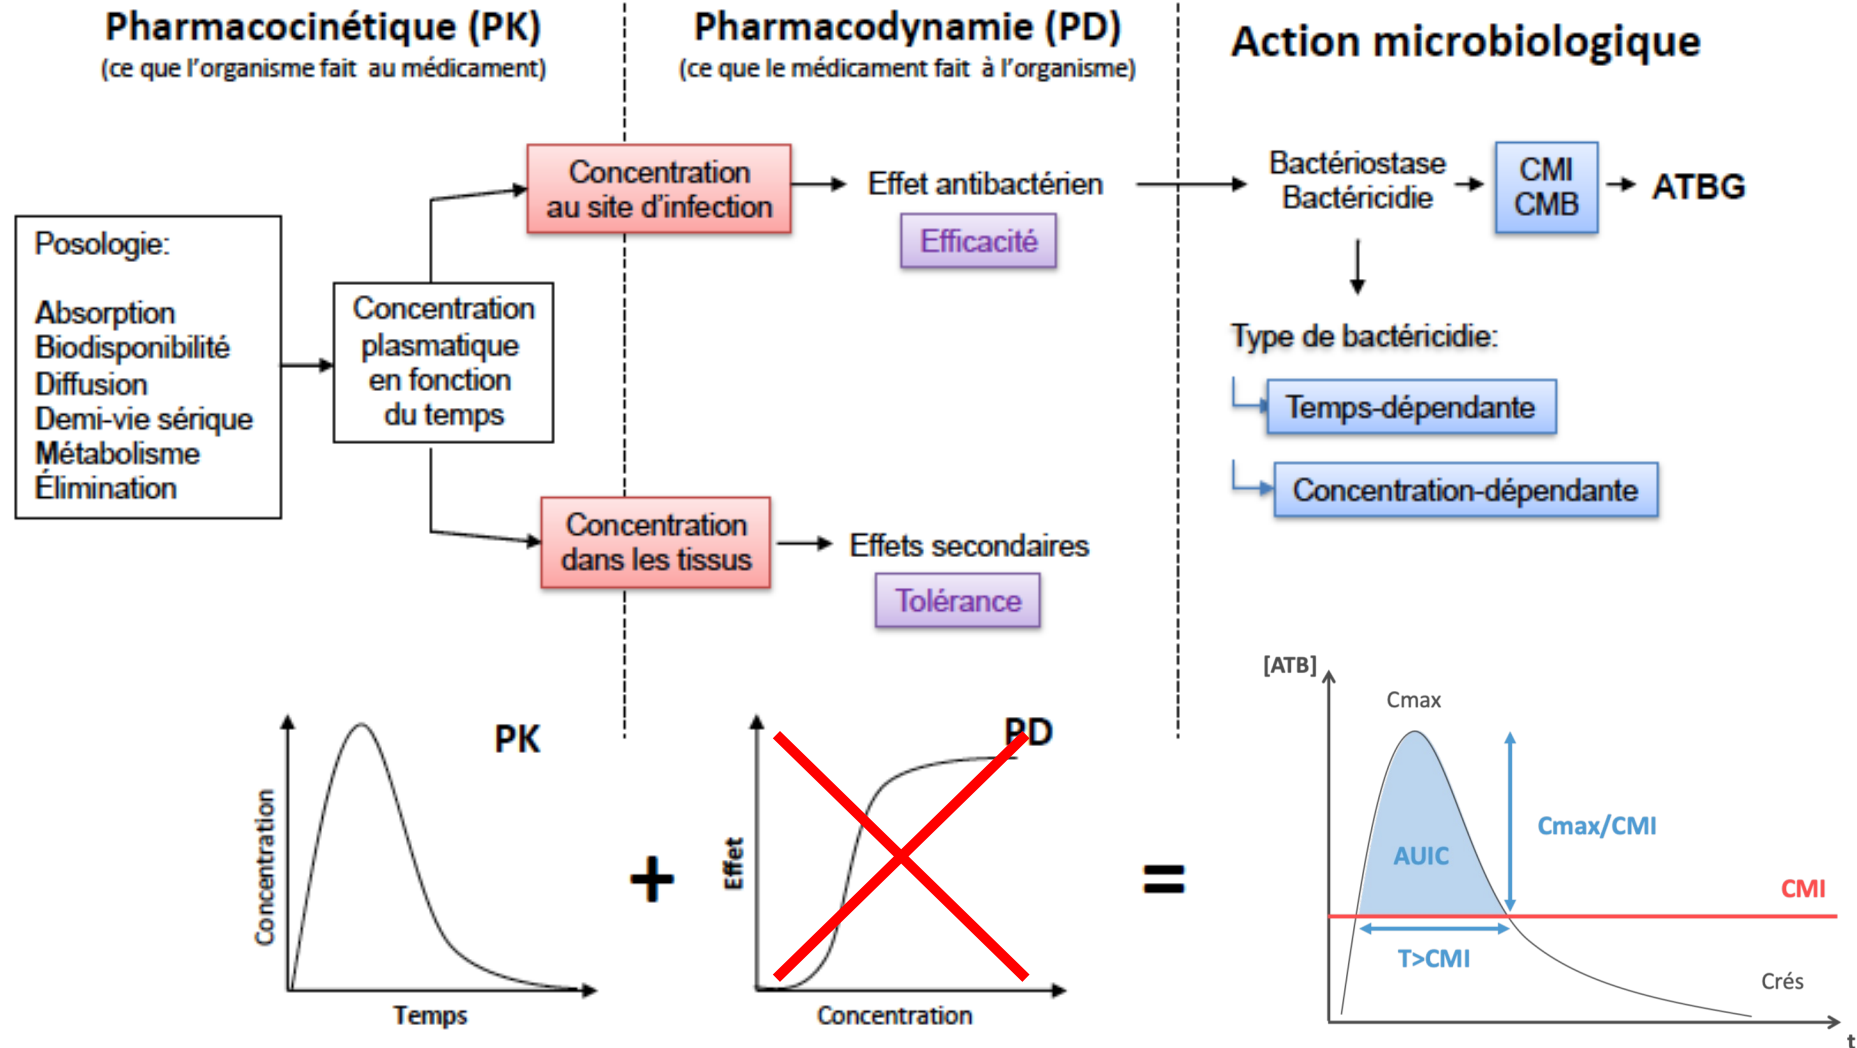 Pharmacocinétique (PK)
(ce que l'organisme fait au médicament)
Pharmacodynamie (PD)
(ce que le médicament fait à l'organisme)
Action microbiologique
Posologie:
Absorption
Biodisponibilité
Diffusion
Demi-vie sérique
Métabolisme
Élimination
Concentration
plasmatique
en fonction
du temps
Concentration
au site d'infection
Effet antibactérien
Efficacité
Bactériostase
Bactéricidie
CMI
CMB
ATBG
Type de bactéricidie:
Temps-dépendante
Concentration-dépendante
Concentration
dans les tissus
Effets secondaires
Tolérance
PK
Concentration
Temps
+
PD
Effet
Concentration
=
[ATB]
Cmax
Cmax/CMI
AUIC
CMI
T>CMI
Crés
t